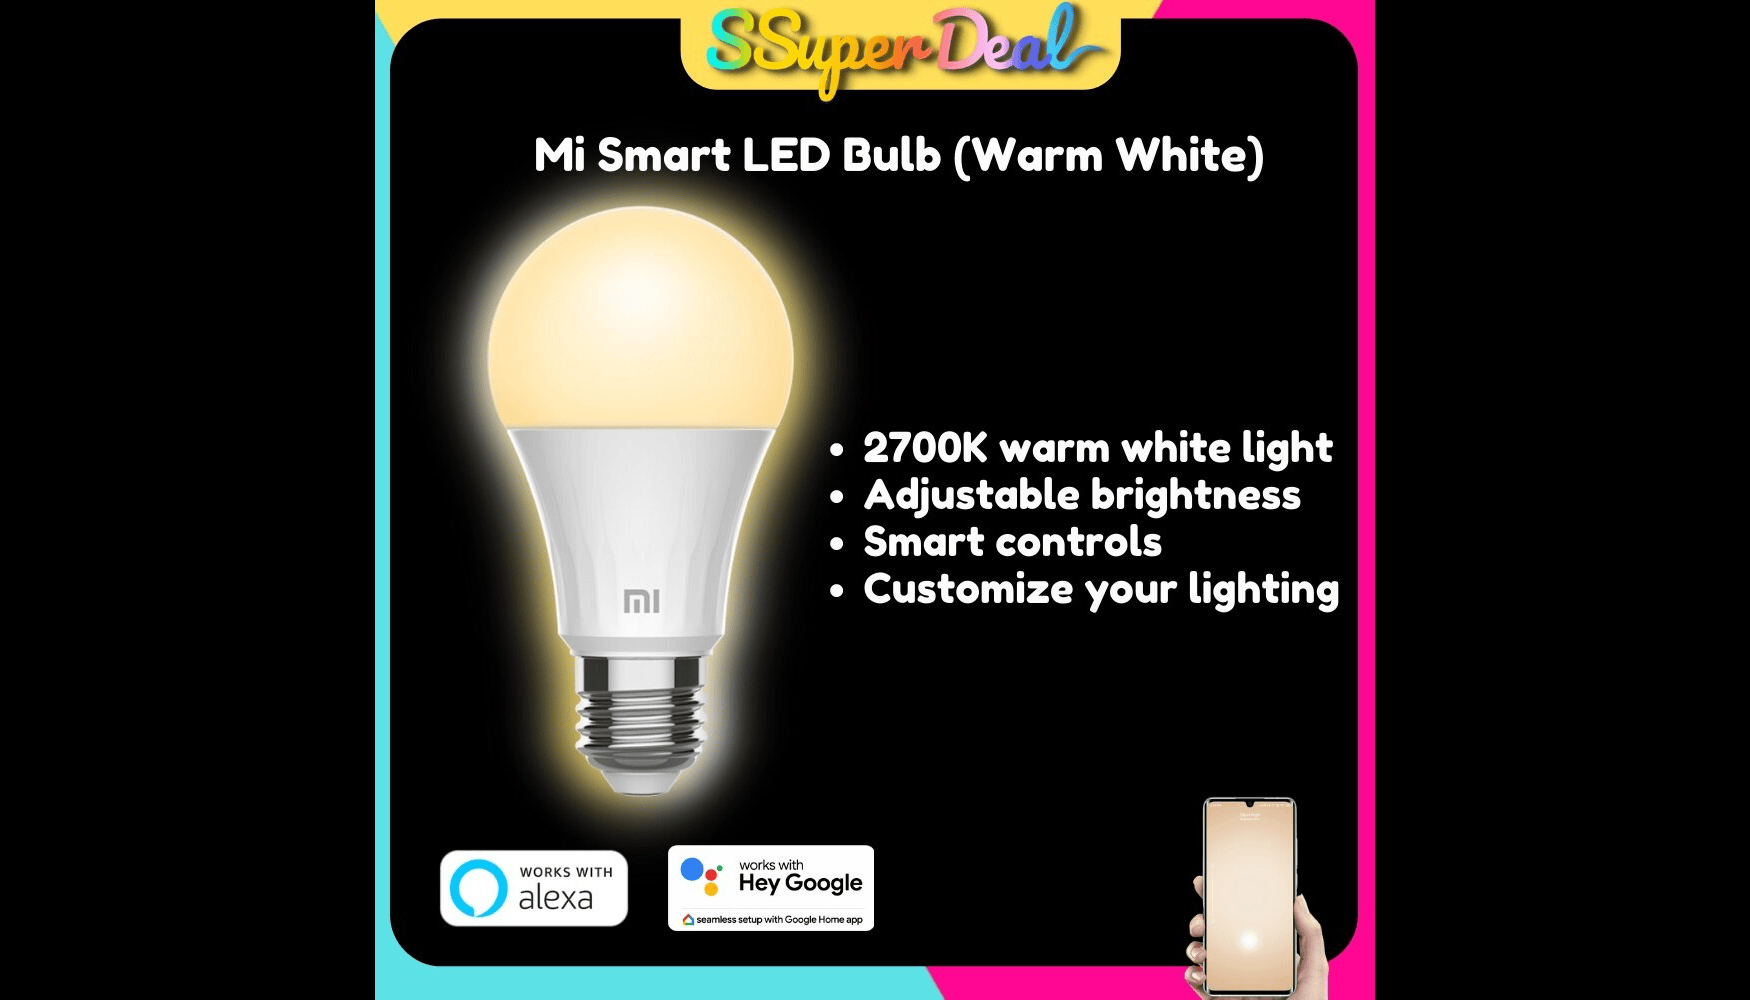 SSuper Deal
Mi Smart LED Bulb (Warm White)
• 2700K warm white light
• Adjustable brightness
• Smart controls
• Customize your lighting
MI
WORKS WITH
alexa
works with
Hey Google
seamless setup with Google Home app